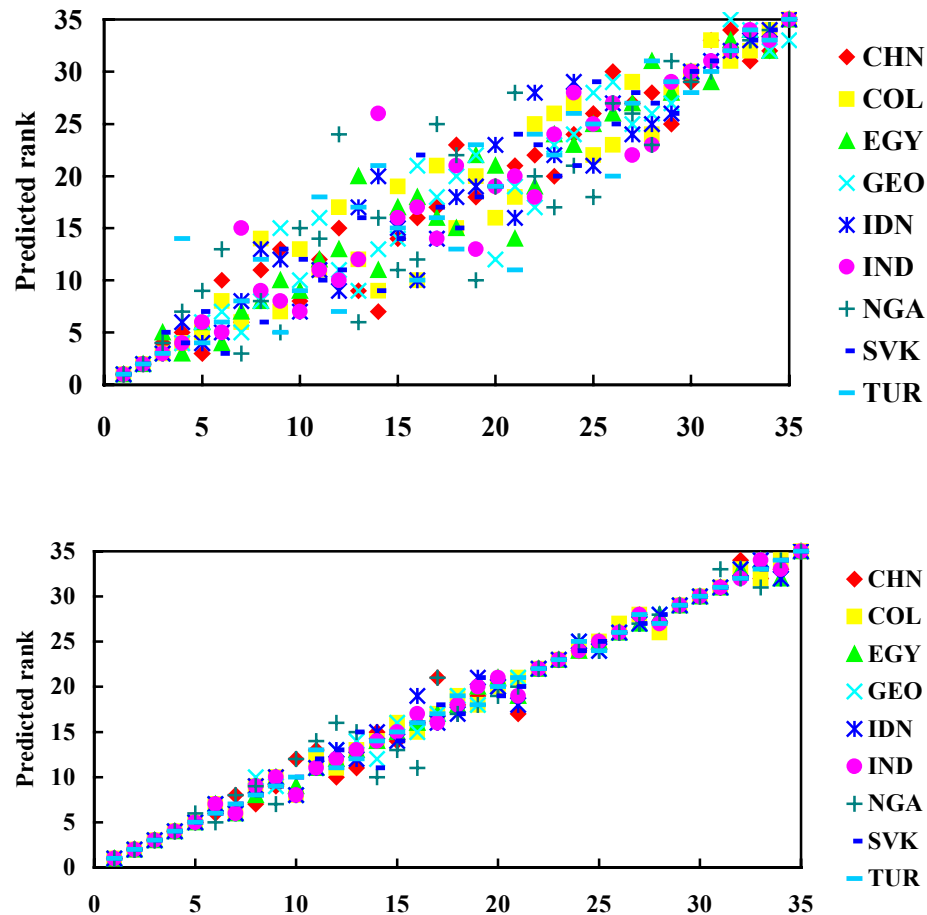 35
30
25
20
15
10
5
0
Predicted rank
0 5 10 15 20 25 30 35
CHN
COL
EGY
GEO
IDN
IND
NGA
SVK
TUR
35
30
25
20
15
10
5
0
Predicted rank
0 5 10 15 20 25 30 35
CHN
COL
EGY
GEO
IDN
IND
NGA
SVK
TUR